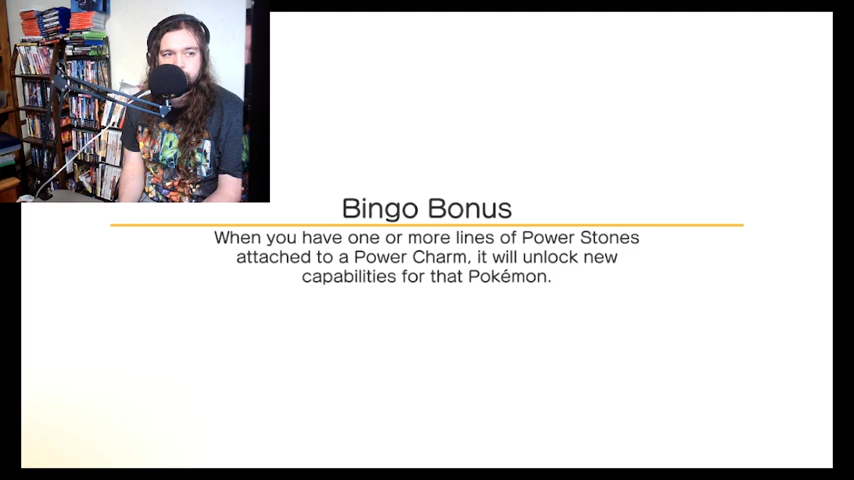 Bingo Bonus
When you have one or more lines of Power Stones
attached to a Power Charm, it will unlock new
capabilities for that Pokémon.